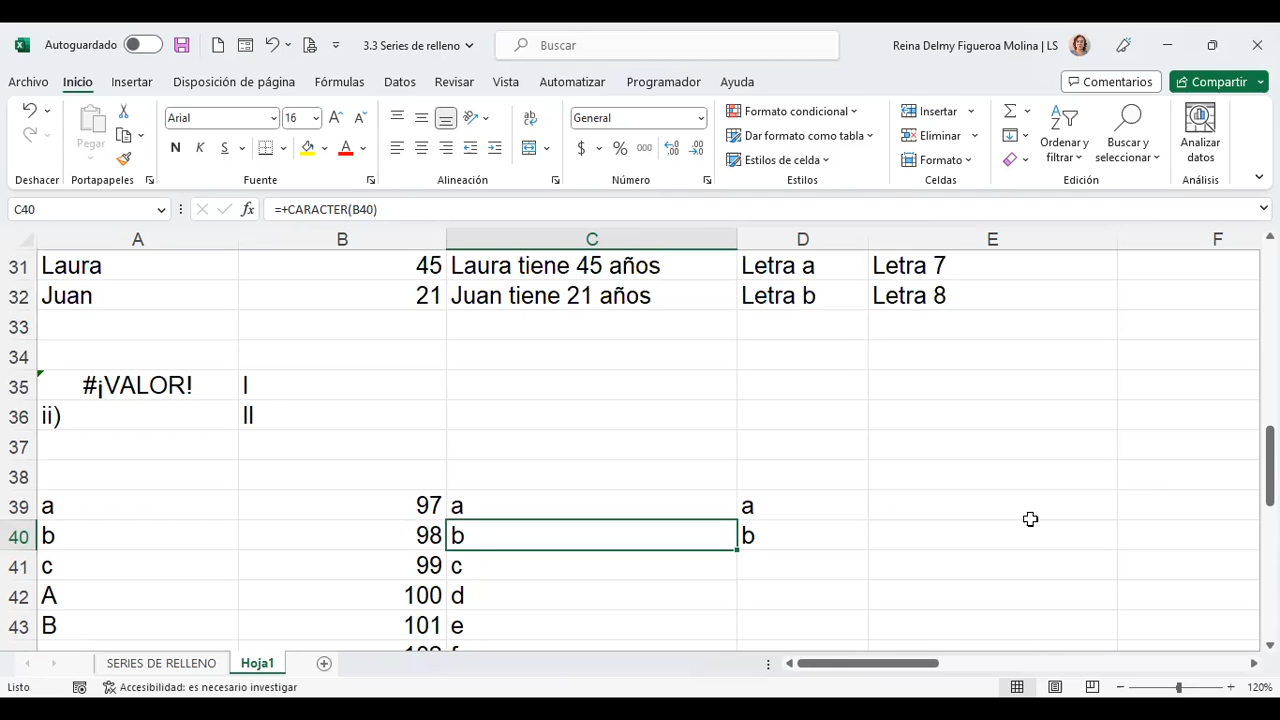 Autoguardado 3.3 Series de relleno Buscar Reina Delmy Figueroa Molina | LS
Archivo Inicio Insertar Disposición de página Fórmulas Datos Revisar Vista Automatizar Programador Ayuda Comentarios Compartir
Pegar Arial 16 General Formato condicional Insertar Ordenar y filtrar Buscar y seleccionar Analizar datos
N K S $ % 000 Dar formato como tabla Eliminar
Estilos de celda Formato
Deshacer Portapapeles Fuente Alineación Número Estilos Celdas Edición Análisis
C40 fx =+CARACTER(B40)
A B C D E F
31 Laura 45 Laura tiene 45 años Letra a Letra 7
32 Juan 21 Juan tiene 21 años Letra b Letra 8
33
34
35 #¡VALOR! I
36 ii) II
37
38
39 a 97 a a
40 b 98 b b
41 c 99 c
42 A 100 d
43 B 101 e
SERIES DE RELLENO Hoja1
Listo Accesibilidad: es necesario investigar 120%